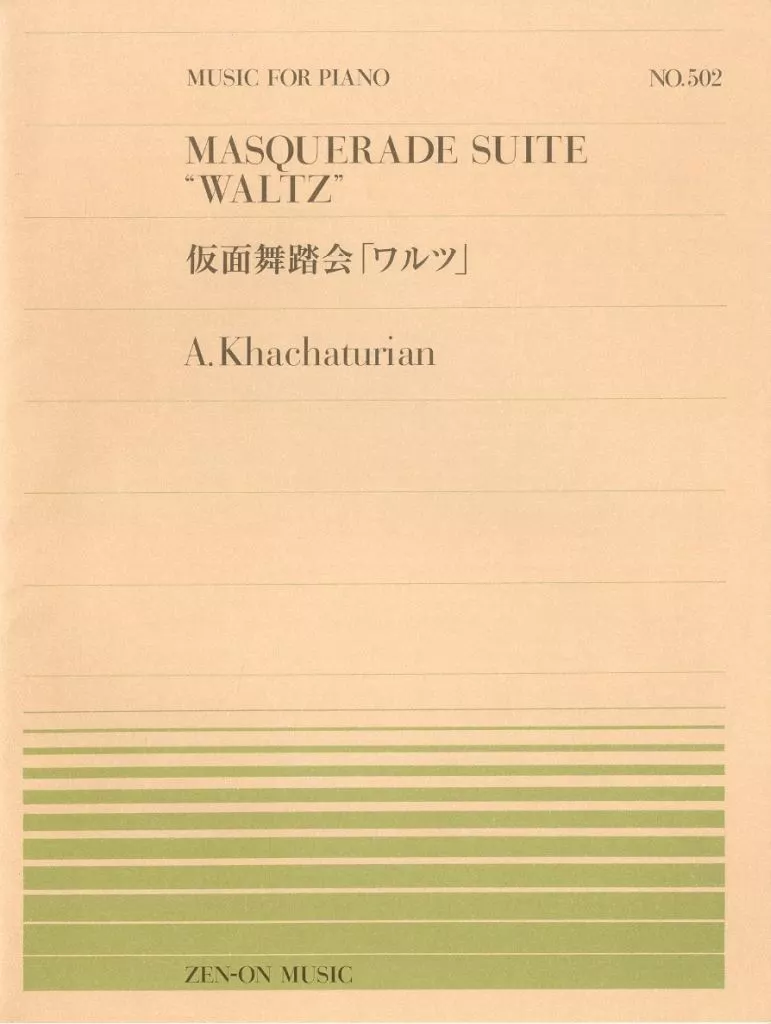 MUSIC FOR PIANO
NO.502
MASQUERADE SUITE
“WALTZ”
仮面舞踏会「ワルツ」
A.Khachaturian
ZEN-ON MUSIC